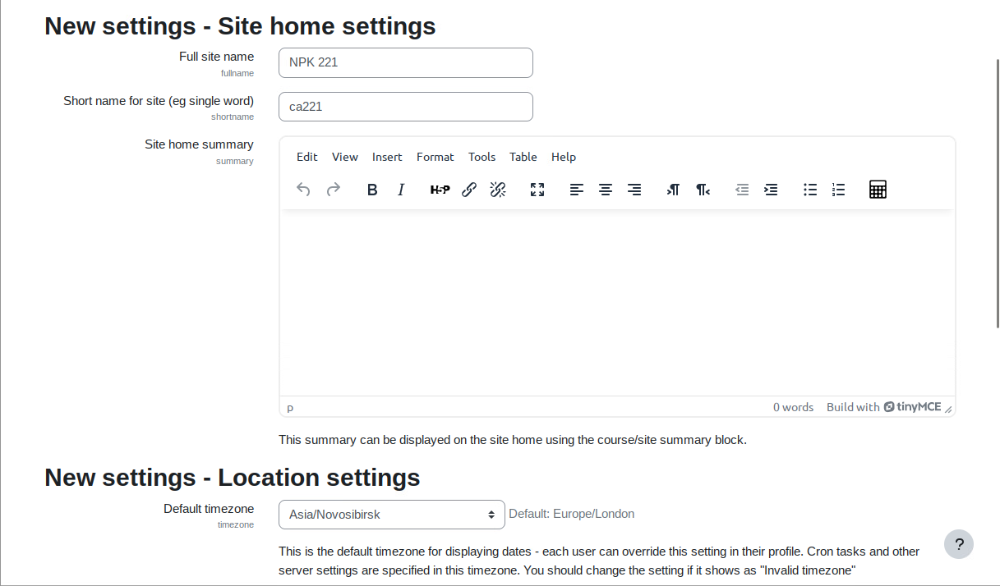 New settings - Site home settings
Full site name
fullname
NPK 221
Short name for site (eg single word)
shortname
ca221
Site home summary
summary
Edit View Insert Format Tools Table Help
B I H5P
p
0 words Build with tinyMCE
This summary can be displayed on the site home using the course/site summary block.
New settings - Location settings
Default timezone
timezone
Asia/Novosibirsk Default: Europe/London
This is the default timezone for displaying dates - each user can override this setting in their profile. Cron tasks and other
server settings are specified in this timezone. You should change the setting if it shows as "Invalid timezone"
?